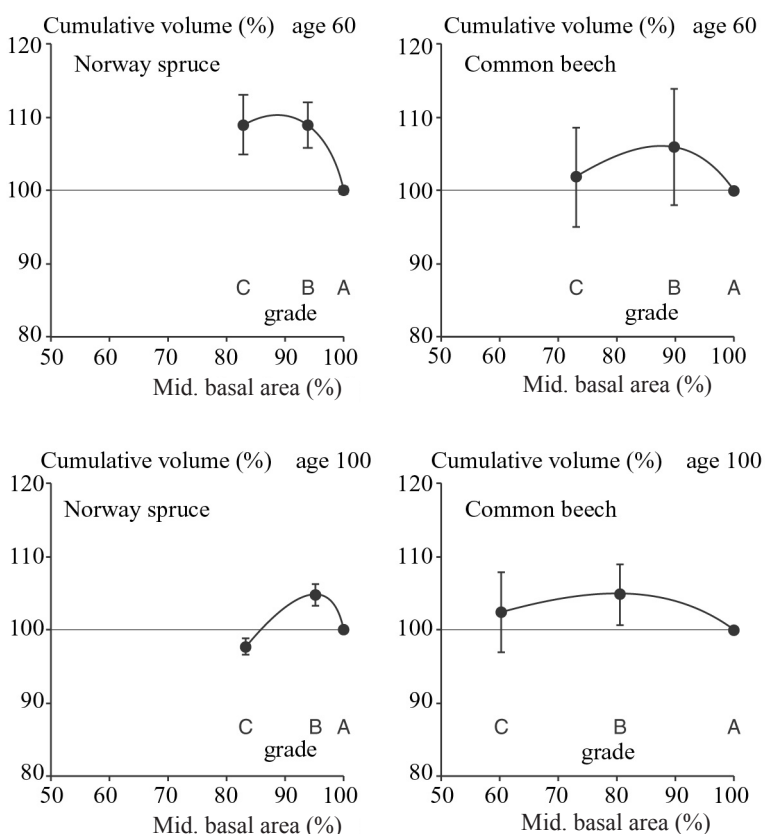 Cumulative volume (%) age 60
120
Norway spruce
110
100
90
C B A
grade
80
50 60 70 80 90 100
Mid. basal area (%)
Cumulative volume (%) age 60
120
Common beech
110
100
90
C B A
grade
80
50 60 70 80 90 100
Mid. basal area (%)
Cumulative volume (%) age 100
120
Norway spruce
110
100
90
C B A
grade
80
50 60 70 80 90 100
Mid. basal area (%)
Cumulative volume (%) age 100
120
Common beech
110
100
90
C B A
grade
80
50 60 70 80 90 100
Mid. basal area (%)